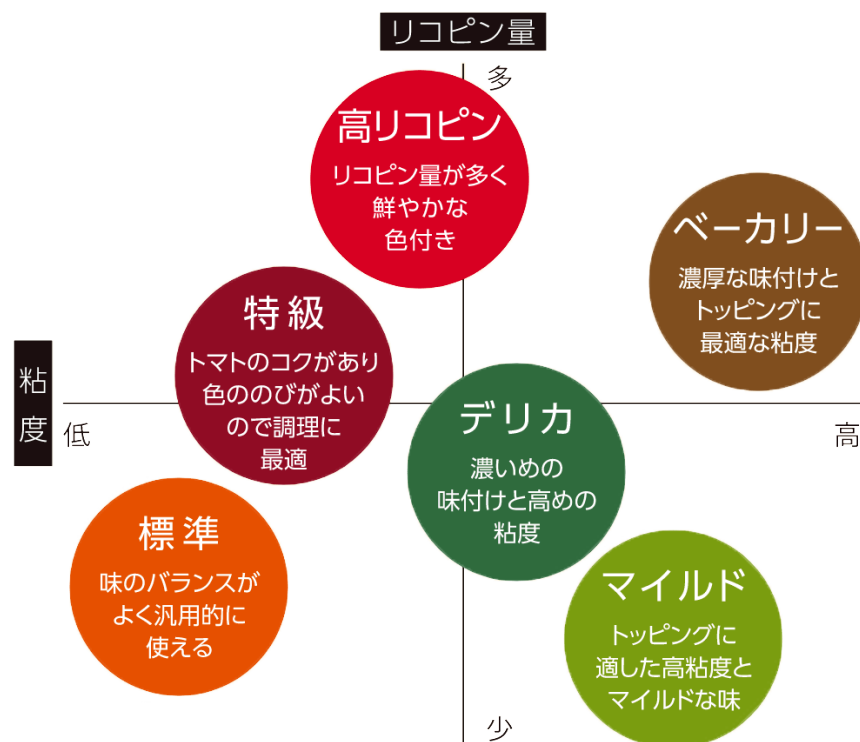 リコピン量
多
高リコピン
リコピン量が多く
鮮やかな
色付き
ベーカリー
濃厚な味付けと
トッピングに
最適な粘度
特級
トマトのコクがあり
色ののびがよい
ので調理に
最適
粘度
低
高
デリカ
濃いめの
味付けと高めの
粘度
標準
味のバランスが
よく汎用的に
使える
マイルド
トッピングに
適した高粘度と
マイルドな味
少